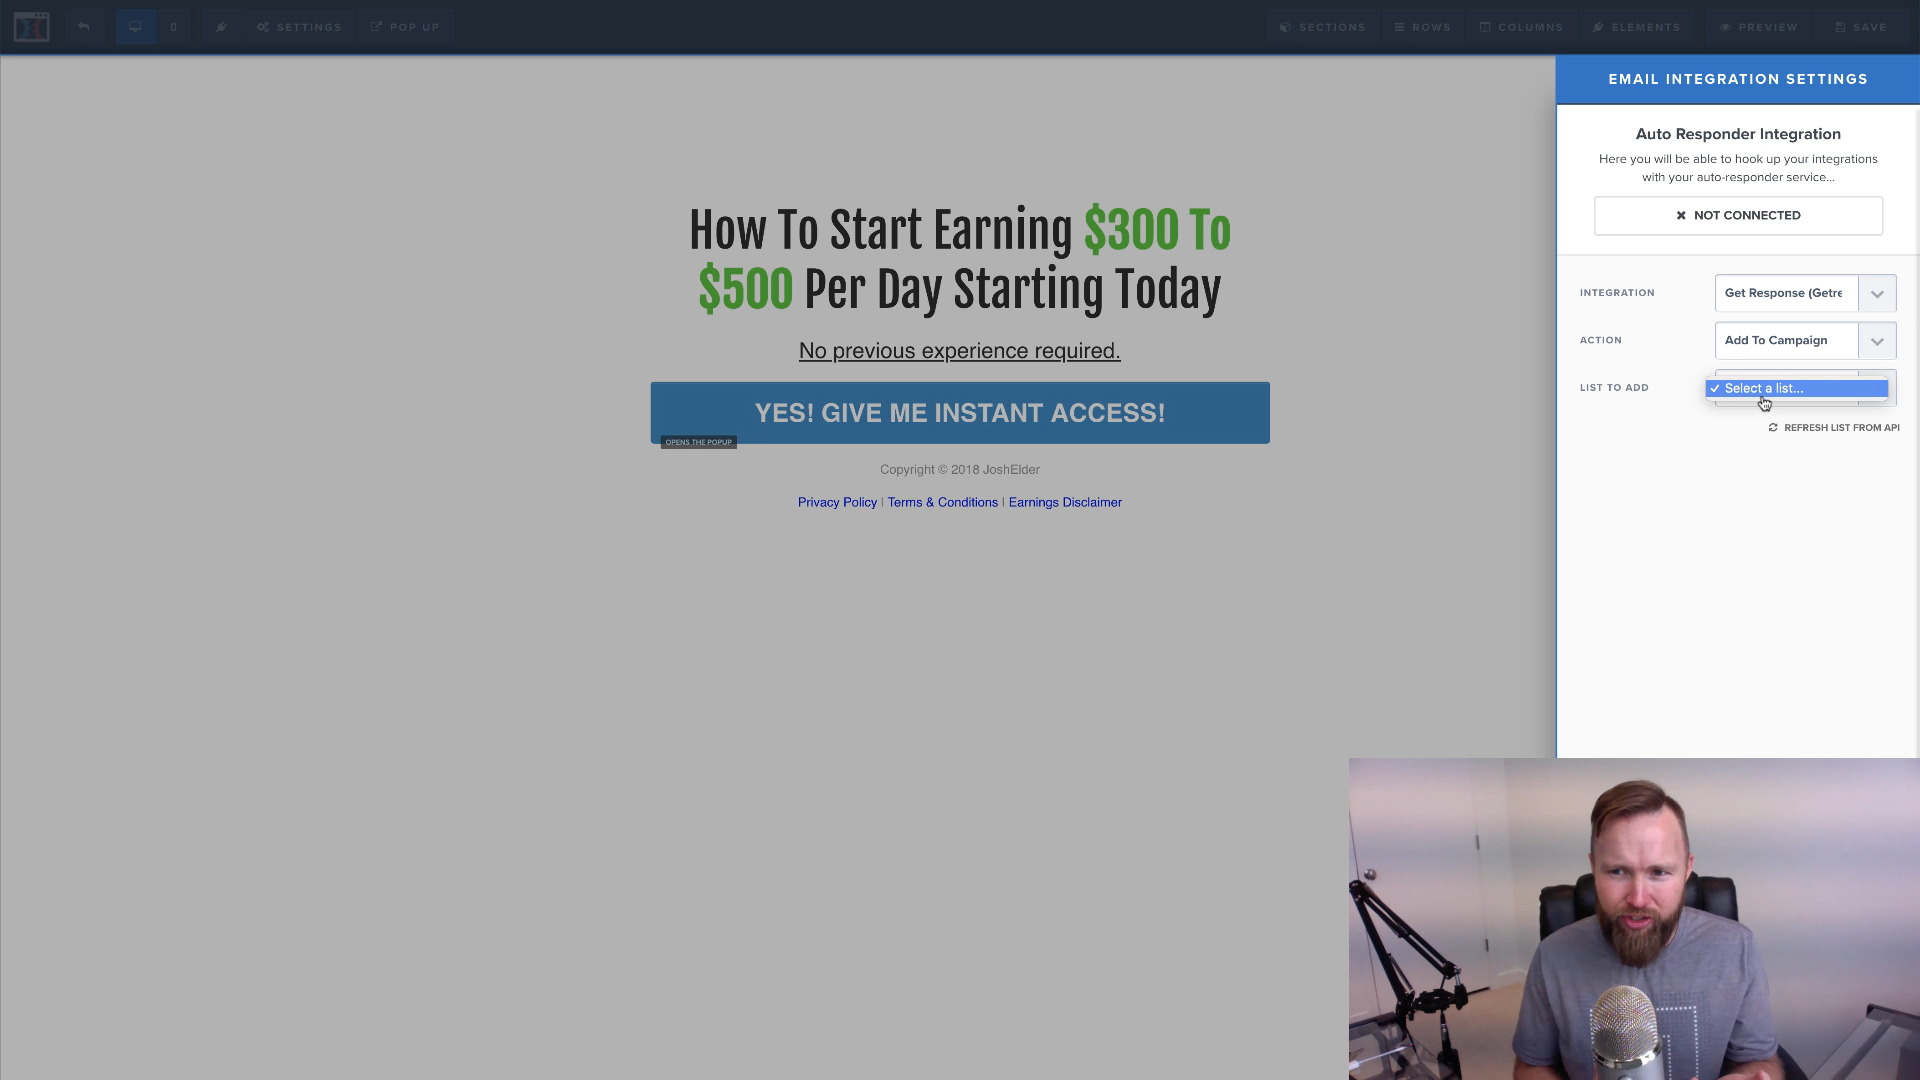 SETTINGS
POP UP
SECTIONS
ROWS
COLUMNS
ELEMENTS
PREVIEW
SAVE
EMAIL INTEGRATION SETTINGS
Auto Responder Integration
Here you will be able to hook up your integrations
with your auto-responder service...
NOT CONNECTED
INTEGRATION
Get Response (Getre
ACTION
Add To Campaign
LIST TO ADD
Select a list...
REFRESH LIST FROM API
How To Start Earning $300 To
$500 Per Day Starting Today
No previous experience required.
YES! GIVE ME INSTANT ACCESS!
OPENS THE POPUP
Copyright © 2018 JoshElder
Privacy Policy | Terms & Conditions | Earnings Disclaimer